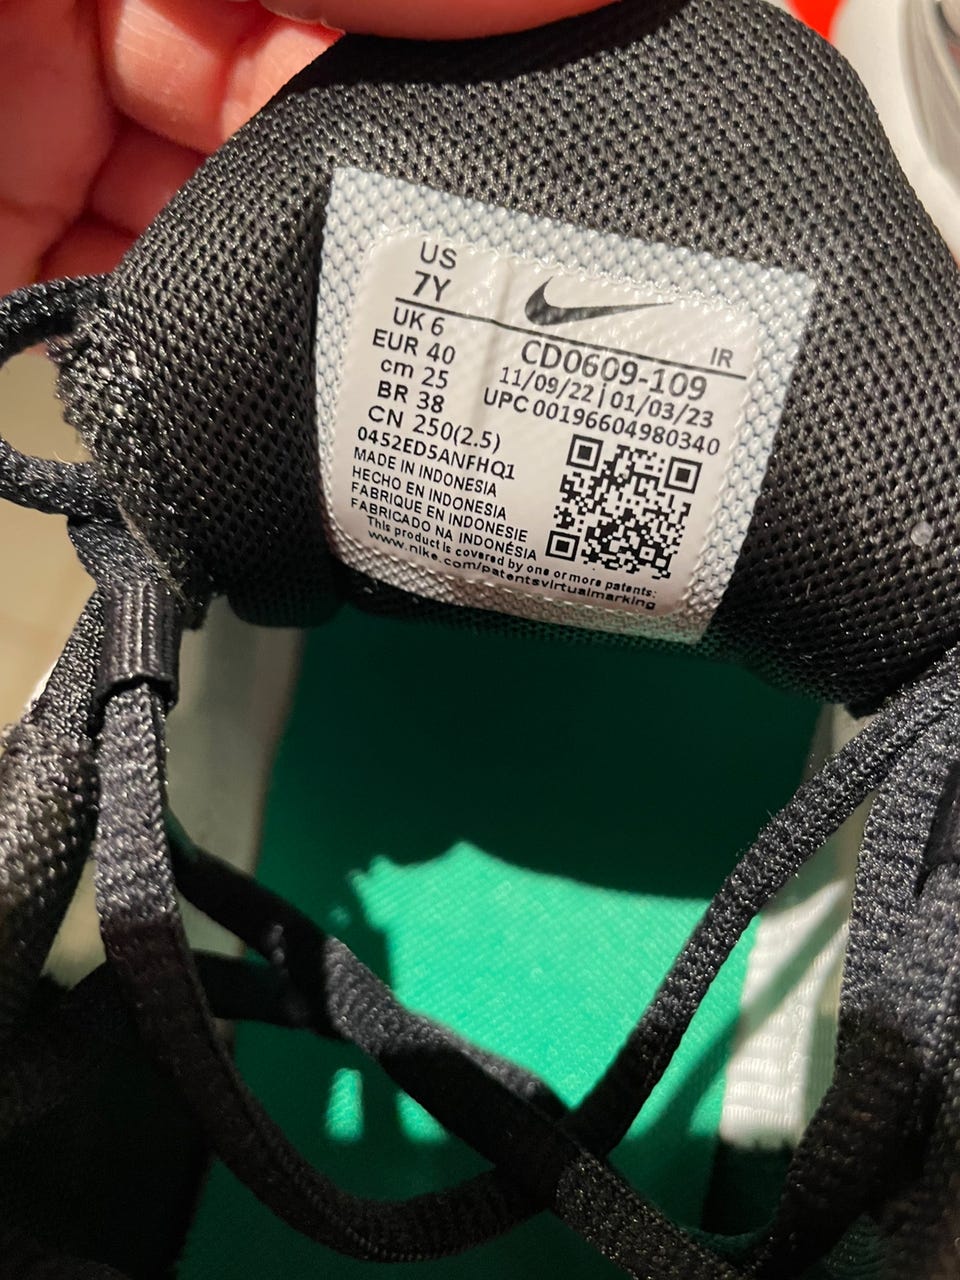 US
7Y
UK 6
EUR 40
cm 25
BR 38
CN 250(2.5)
IR
CD0609-109
11/09/22 | 01/03/23
UPC 00196604980340
0452ED5ANFHQ1
MADE IN INDONESIA
HECHO EN INDONESIA
FABRIQUE EN INDONESIE
FABRICADO NA INDONÉSIA
This product is covered by one or more patents:
www.nike.com/patentsvirtualmarking